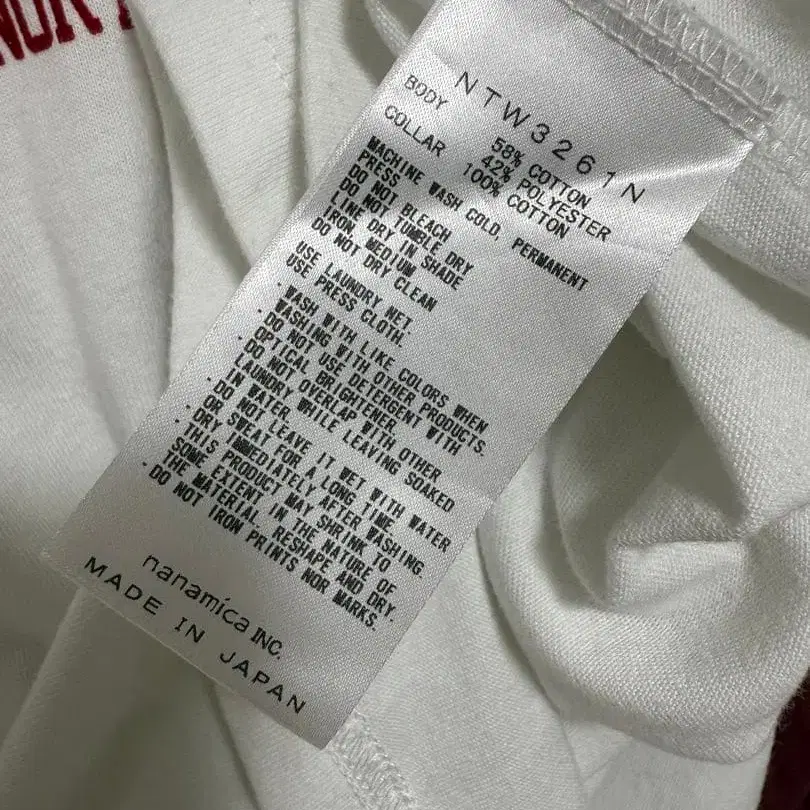 NOR
NTW3261N
BODY 58% COTTON
42% POLYESTER
COLLAR 100% COTTON
MACHINE WASH COLD, PERMANENT
PRESS
DO NOT BLEACH
DO NOT TUMBLE DRY
LINE DRY IN SHADE
IRON, MEDIUM
DO NOT DRY CLEAN
USE LAUNDRY NET.
USE PRESS CLOTH.
·WASH WITH LIKE COLORS WHEN
WASHING WITH OTHER PRODUCTS.
·DO NOT USE DETERGENT WITH
OPTICAL BRIGHTENER.
·DO NOT OVERLAP WITH OTHER
LAUNDRY WHILE LEAVING SOAKED
IN WATER.
·DO NOT LEAVE IT WET WITH WATER
OR SWEAT FOR A LONG TIME.
·DRY IMMEDIATELY AFTER WASHING.
·THIS PRODUCT MAY SHRINK TO
SOME EXTENT IN THE NATURE OF
THE MATERIAL. RESHAPE AND DRY.
·DO NOT IRON PRINTS NOR MARKS.
nanamica INC.
MADE IN JAPAN